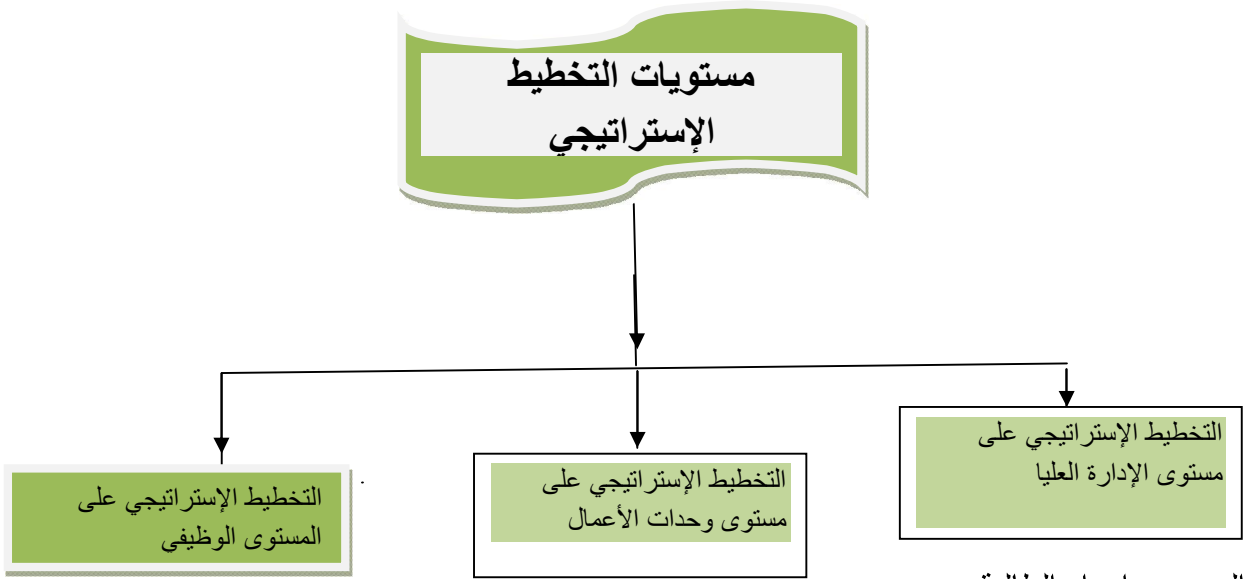 مستويات التخطيط
الإستراتيجي
التخطيط الإستراتيجي على
مستوى الإدارة العليا
التخطيط الإستراتيجي على
مستوى وحدات الأعمال
التخطيط الإستراتيجي على
المستوى الوظيفي